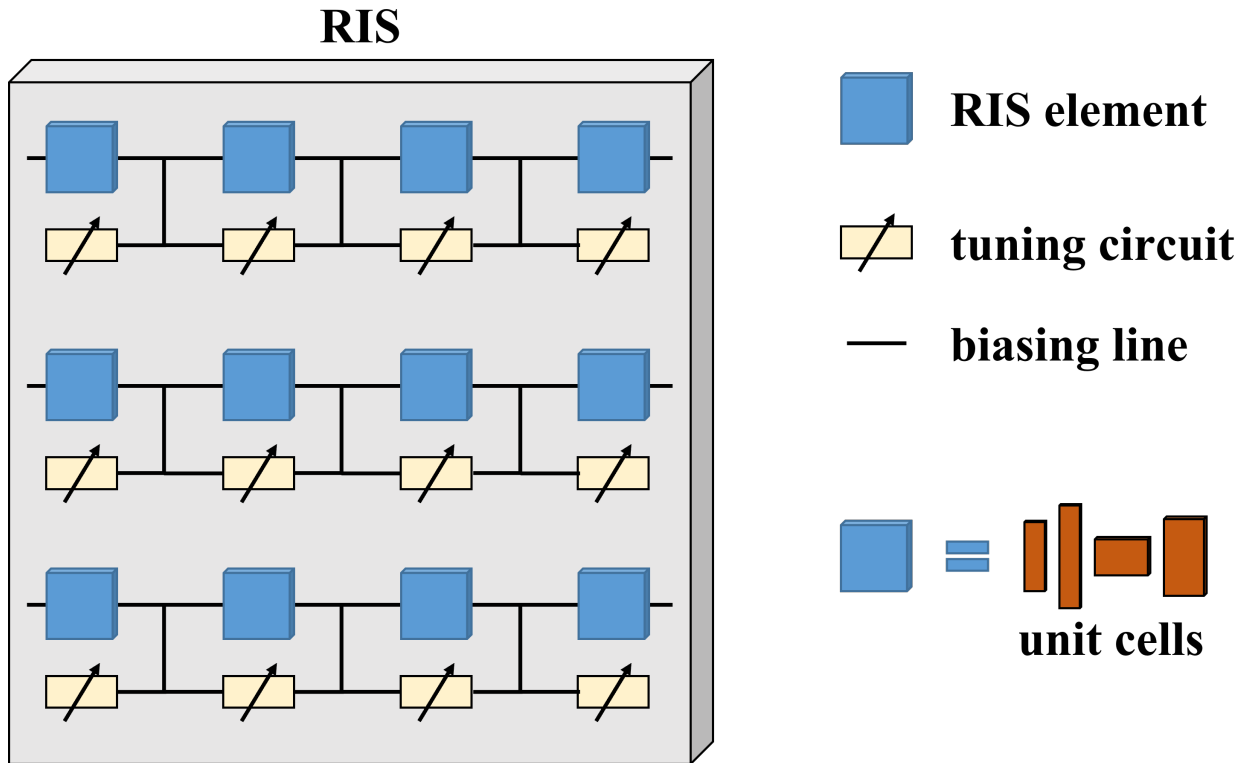 RIS
RIS element
tuning circuit
biasing line
unit cells